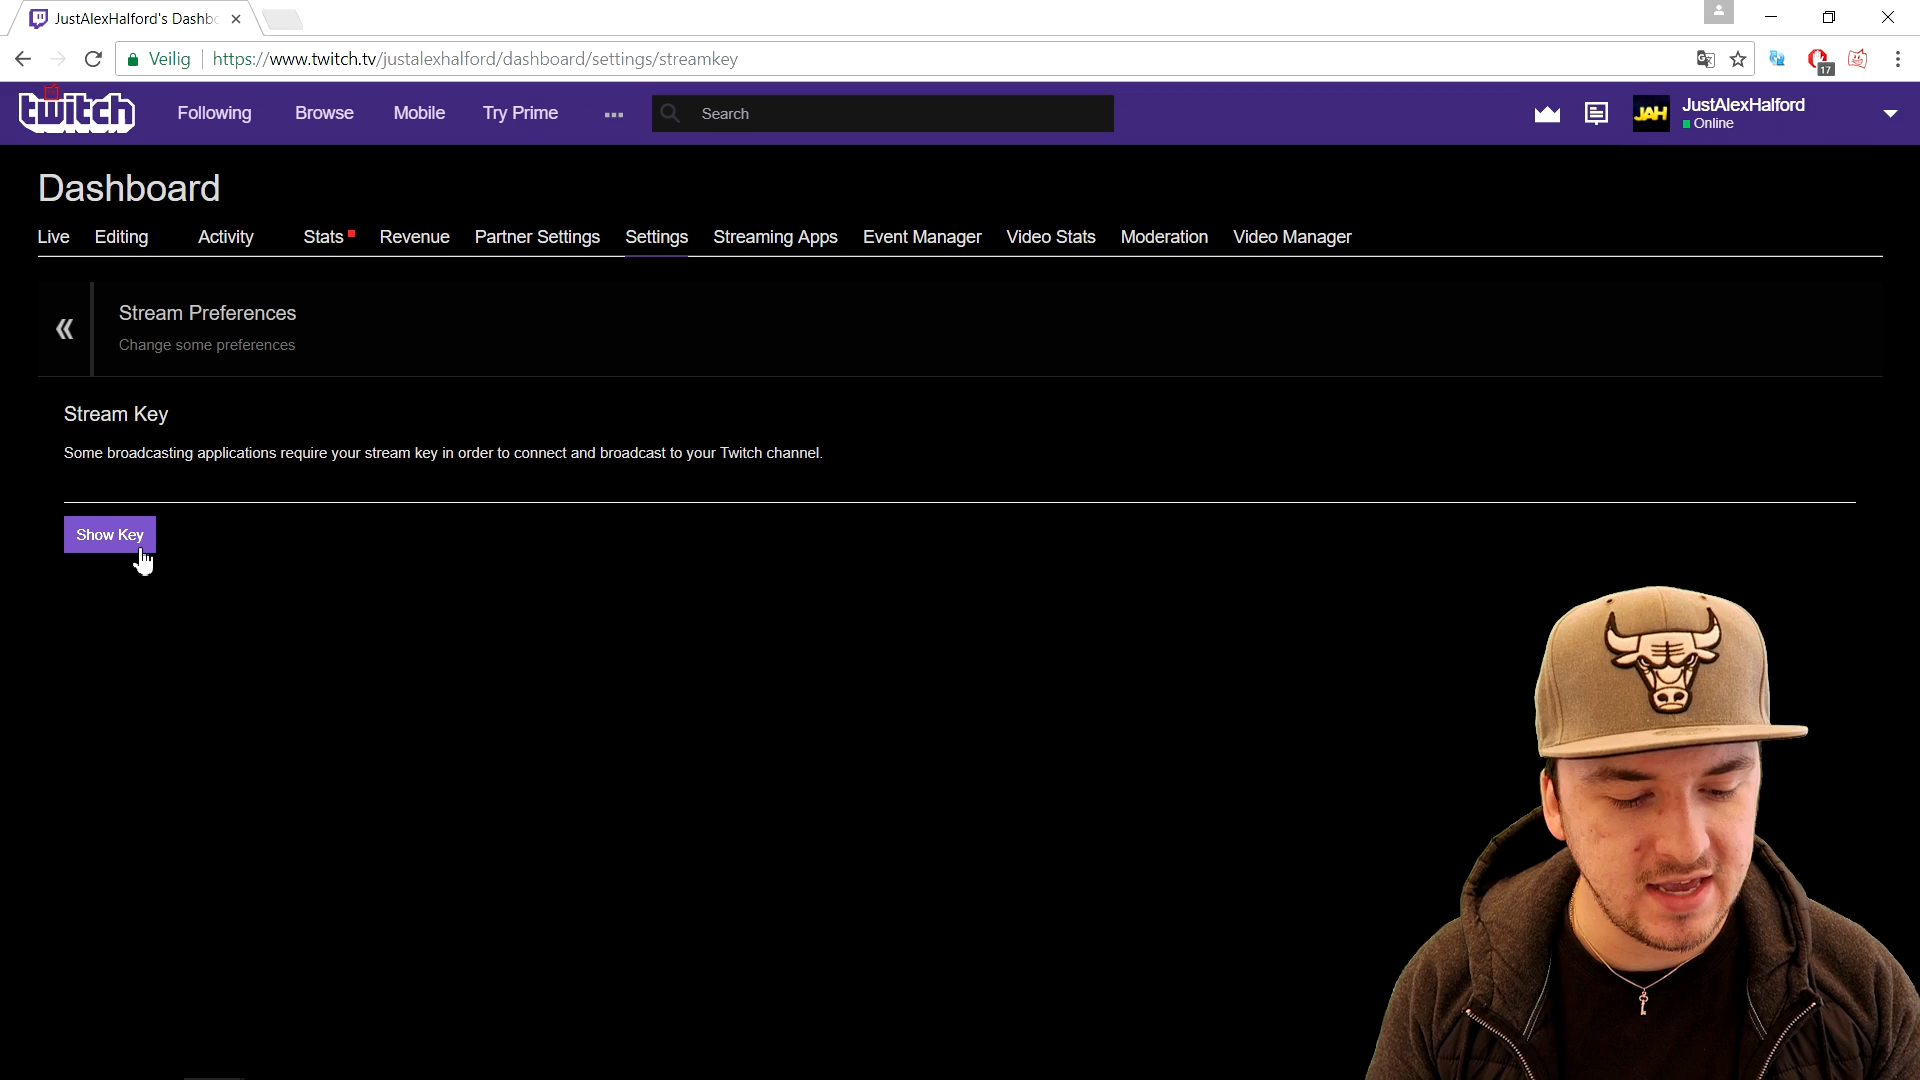 JustAlexHalford's Dashbo
Veilig https://www.twitch.tv/justalexhalford/dashboard/settings/streamkey
17
twitch Following Browse Mobile Try Prime ... Search JAH JustAlexHalford
Online
Dashboard
Live Editing Activity Stats Revenue Partner Settings Settings Streaming Apps Event Manager Video Stats Moderation Video Manager
« Stream Preferences
Change some preferences
Stream Key
Some broadcasting applications require your stream key in order to connect and broadcast to your Twitch channel.
Show Key